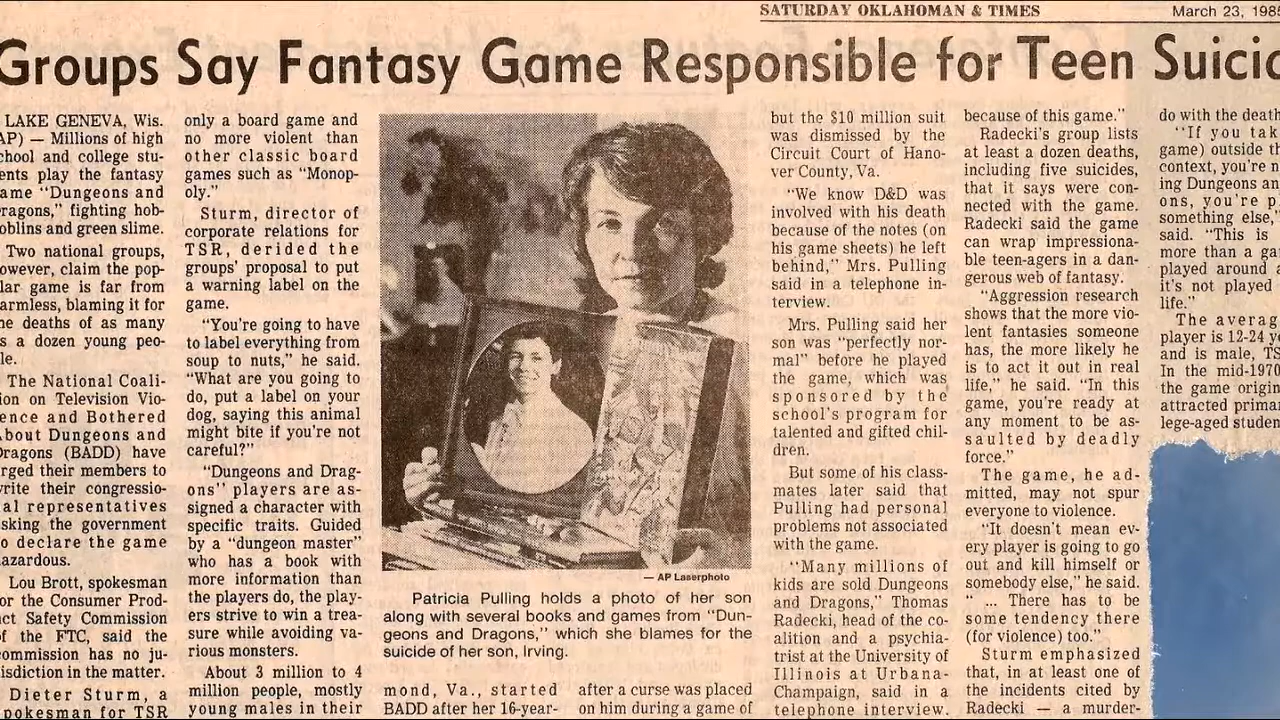 SATURDAY OKLAHOMAN & TIMES
March 23, 1985
Groups Say Fantasy Game Responsible for Teen Suicid
LAKE GENEVA, Wis.
AP) — Millions of high
chool and college stu-
ents play the fantasy
ame “Dungeons and
ragons,” fighting hob-
oblins and green slime.
Two national groups,
owever, claim the pop-
lar game is far from
armless, blaming it for
he deaths of as many
s a dozen young peo-
le.
The National Coali-
ion on Television Vio-
ence and Bothered
About Dungeons and
Dragons (BADD) have
rged their members to
write their congressio-
al representatives
sking the government
o declare the game
azardous.
Lou Brott, spokesman
or the Consumer Prod-
ct Safety Commission
of the FTC, said the
commission has no ju-
isdiction in the matter.
Dieter Sturm, a
pokesman for TSR
only a board game and
no more violent than
other classic board
games such as “Monop-
oly.”
Sturm, director of
corporate relations for
TSR, derided the
groups’ proposal to put
a warning label on the
game.
“You’re going to have
to label everything from
soup to nuts,” he said.
“What are you going to
do, put a label on your
dog, saying this animal
might bite if you’re not
careful?”
“Dungeons and Drag-
ons” players are as-
signed a character with
specific traits. Guided
by a “dungeon master”
who has a book with
more information than
the players do, the play-
ers strive to win a trea-
sure while avoiding va-
rious monsters.
About 3 million to 4
million people, mostly
young males in their
— AP Laserphoto
Patricia Pulling holds a photo of her son
along with several books and games from “Dun-
geons and Dragons,” which she blames for the
suicide of her son, Irving.
mond, Va., started
BADD after her 16-year-
after a curse was placed
on him during a game of
but the $10 million suit
was dismissed by the
Circuit Court of Hano-
ver County, Va.
“We know D&D was
involved with his death
because of the notes (on
his game sheets) he left
behind,” Mrs. Pulling
said in a telephone in-
terview.
Mrs. Pulling said her
son was “perfectly nor-
mal” before he played
the game, which was
sponsored by the
school’s program for
talented and gifted chil-
dren.
But some of his class-
mates later said that
Pulling had personal
problems not associated
with the game.
“Many millions of
kids are sold Dungeons
and Dragons,” Thomas
Radecki, head of the co-
alition and a psychia-
trist at the University of
Illinois at Urbana-
Champaign, said in a
telephone interview.
because of this game.”
Radecki’s group lists
at least a dozen deaths,
including five suicides,
that it says were con-
nected with the game.
Radecki said the game
can wrap impressiona-
ble teen-agers in a dan-
gerous web of fantasy.
“Aggression research
shows that the more vio-
lent fantasies someone
has, the more likely he
is to act it out in real
life,” he said. “In this
game, you’re ready at
any moment to be as-
saulted by deadly
force.”
The game, he ad-
mitted, may not spur
everyone to violence.
“It doesn’t mean ev-
ery player is going to go
out and kill himself or
somebody else,” he said.
“ ... There has to be
some tendency there
(for violence) too.”
Sturm emphasized
that, in at least one of
the incidents cited by
Radecki — a murder-
do with the death
“If you tak
game) outside th
context, you’re n
ing Dungeons an
ons, you’re p
something else,
said. “This is
more than a ga
played around
it’s not played
life.”
The averag
player is 12-24 y
and is male, TS
In the mid-1970
the game origin
attracted prima
lege-aged studen